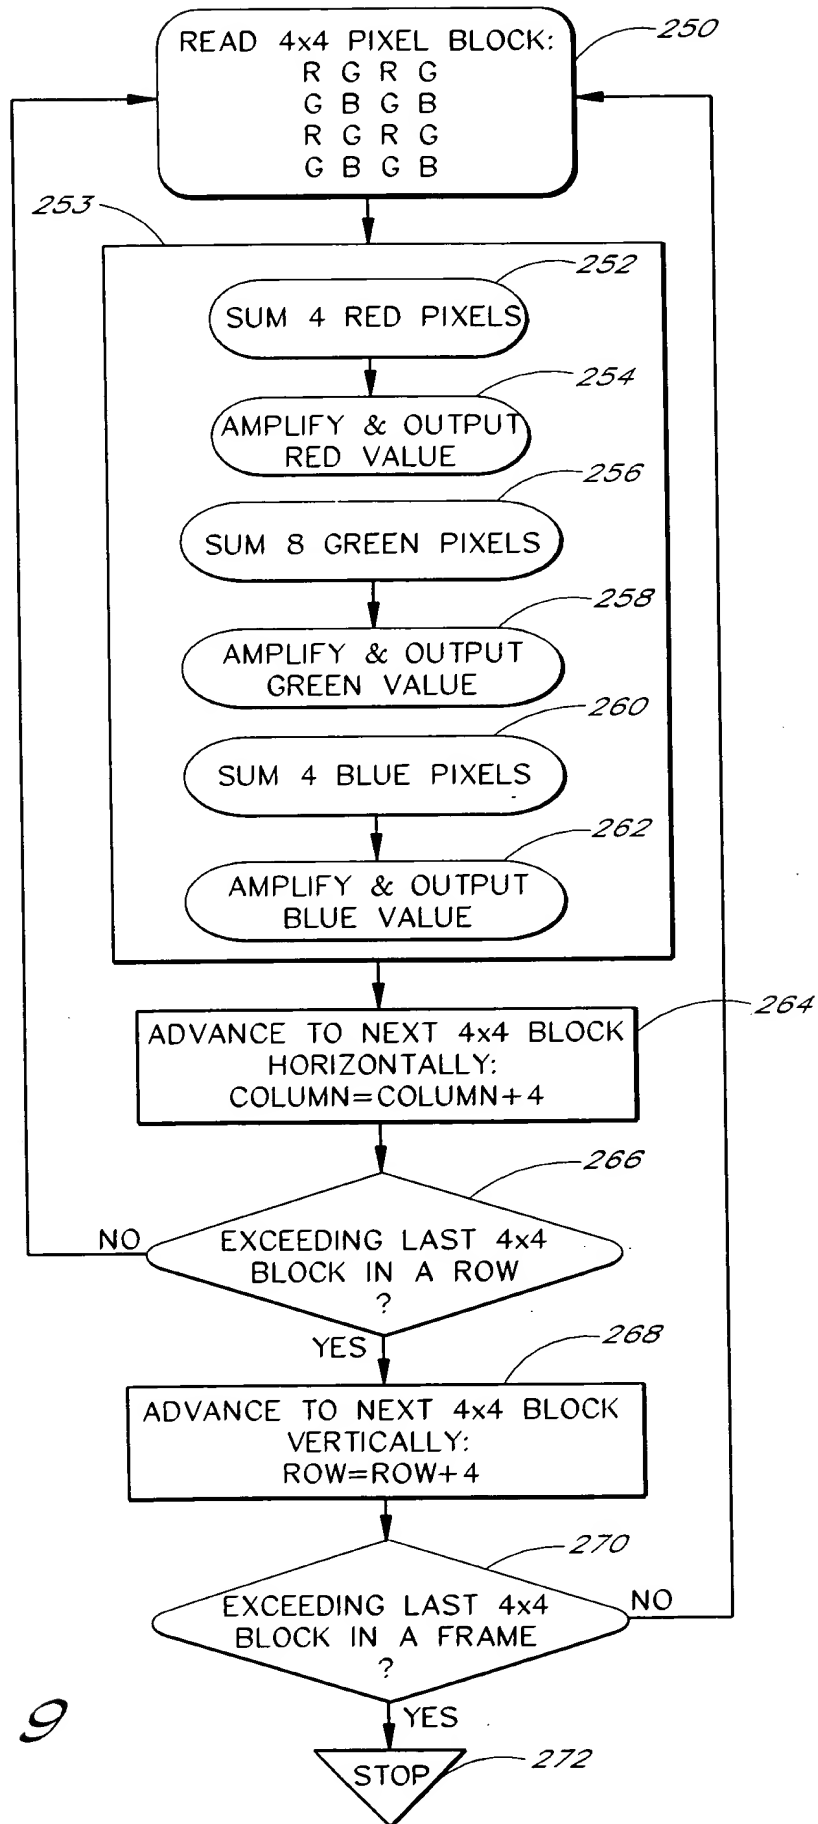 250
READ 4x4 PIXEL BLOCK:
R G R G
G B G B
R G R G
G B G B
253
252
SUM 4 RED PIXELS
254
AMPLIFY & OUTPUT
RED VALUE
256
SUM 8 GREEN PIXELS
258
AMPLIFY & OUTPUT
GREEN VALUE
260
SUM 4 BLUE PIXELS
262
AMPLIFY & OUTPUT
BLUE VALUE
264
ADVANCE TO NEXT 4x4 BLOCK
HORIZONTALLY:
COLUMN=COLUMN+4
266
NO
EXCEEDING LAST 4x4
BLOCK IN A ROW
?
YES
268
ADVANCE TO NEXT 4x4 BLOCK
VERTICALLY:
ROW=ROW+4
270
NO
EXCEEDING LAST 4x4
BLOCK IN A FRAME
?
YES
9
272
STOP